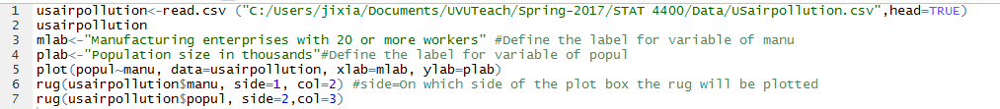 1 usairpollution<-read.csv ("C:/Users/jixia/Documents/UVUTeach/Spring-2017/STAT 4400/Data/USairpollution.csv",head=TRUE)
2 usairpollution
3 mlab<-"Manufacturing enterprises with 20 or more workers" #Define the label for variable of manu
4 plab<-"Population size in thousands"#Define the label for variable of popul
5 plot(popul~manu, data=usairpollution, xlab=mlab, ylab=plab)
6 rug(usairpollution$manu, side=1, col=2) #side=On which side of the plot box the rug will be plotted
7 rug(usairpollution$popul, side=2,col=3)